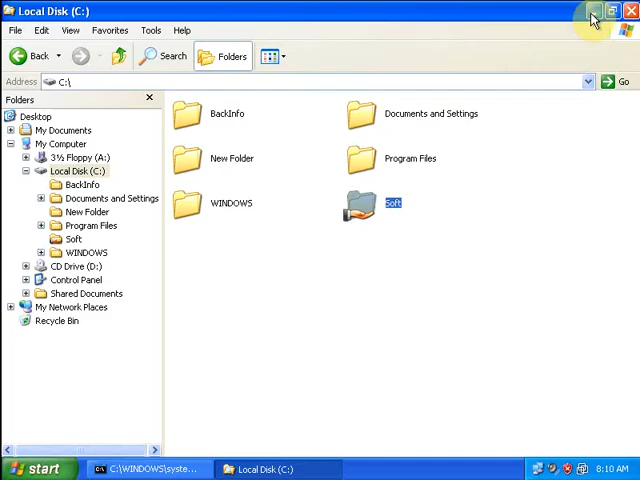 Local Disk (C:)
File Edit View Favorites Tools Help
Back Search Folders
Address C:\ Go
Folders
Desktop
My Documents
My Computer
3½ Floppy (A:)
Local Disk (C:)
BackInfo
Documents and Settings
New Folder
Program Files
Soft
WINDOWS
CD Drive (D:)
Control Panel
Shared Documents
My Network Places
Recycle Bin
BackInfo Documents and Settings
New Folder Program Files
WINDOWS Soft
start C:\WINDOWS\syste... Local Disk (C:) 8:10 AM